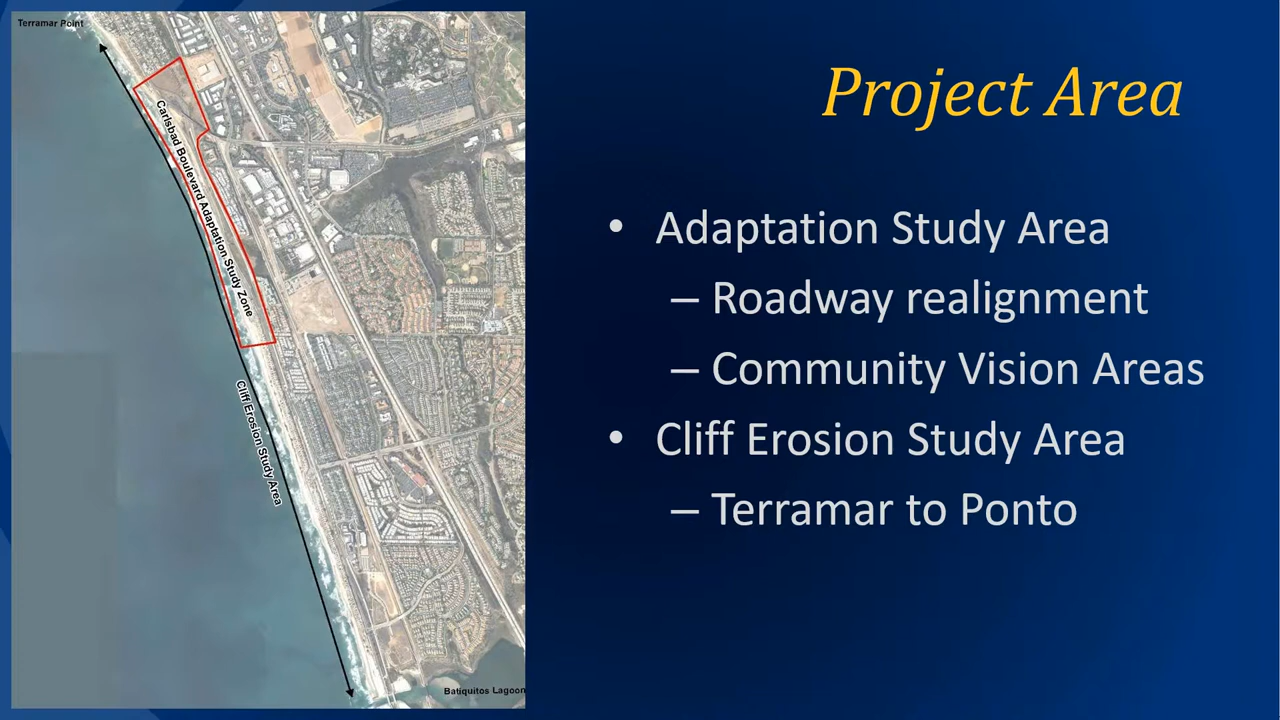 Terramar Point
Carlsbad Boulevard Adaptation Study Zone
Cliff Erosion Study Area
Batiquitos Lagoon
Project Area
• Adaptation Study Area
– Roadway realignment
– Community Vision Areas
• Cliff Erosion Study Area
– Terramar to Ponto